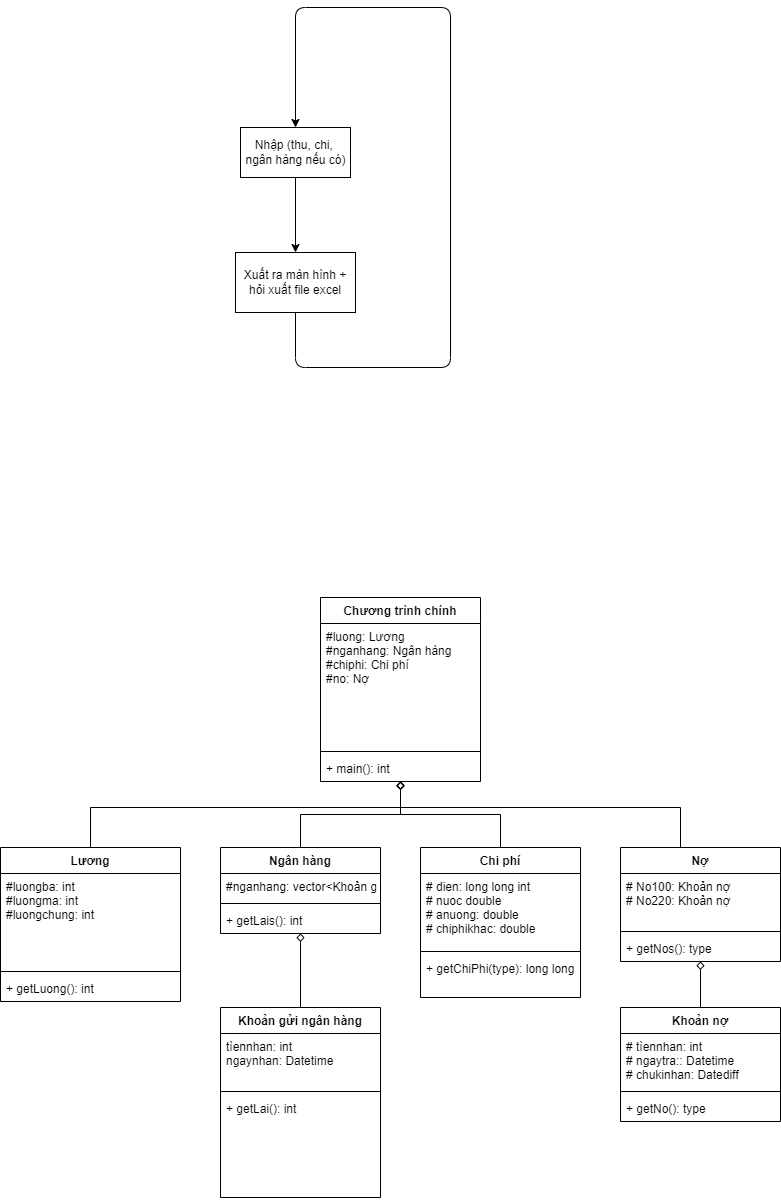 Nhập (thu, chi,
ngân hàng nếu có)
Xuất ra màn hình +
hỏi xuất file excel
Chương trình chính
#luong: Lương
#nganhang: Ngân hàng
#chiphi: Chi phí
#no: Nợ
+ main(): int
Lương
#luongba: int
#luongma: int
#luongchung: int
+ getLuong(): int
Ngân hàng
#nganhang: vector<Khoản g
+ getLais(): int
Chi phí
# dien: long long int
# nuoc double
# anuong: double
# chiphikhac: double
+ getChiPhi(type): long long
Nợ
# No100: Khoản nợ
# No220: Khoản nợ
+ getNos(): type
Khoản gửi ngân hàng
tiènnhan: int
ngaynhan: Datetime
+ getLai(): int
Khoản nợ
# tiènnhan: int
# ngaytra:: Datetime
# chukinhan: Datediff
+ getNo(): type